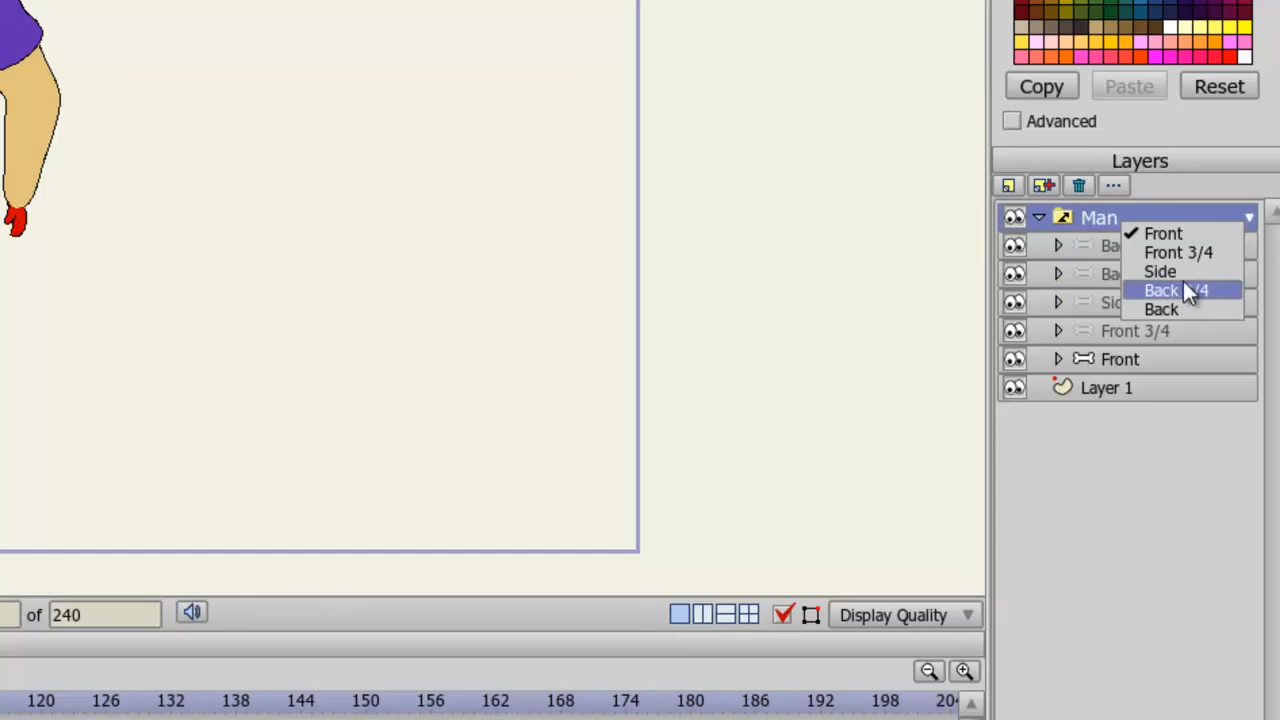 Copy Paste Reset
Advanced
Layers
...
Man
Front
Front 3/4
Side
Back
Back
Front 3/4
Front
Layer 1
of 240
Display Quality
120 126 132 138 144 150 156 162 168 174 180 186 192 198